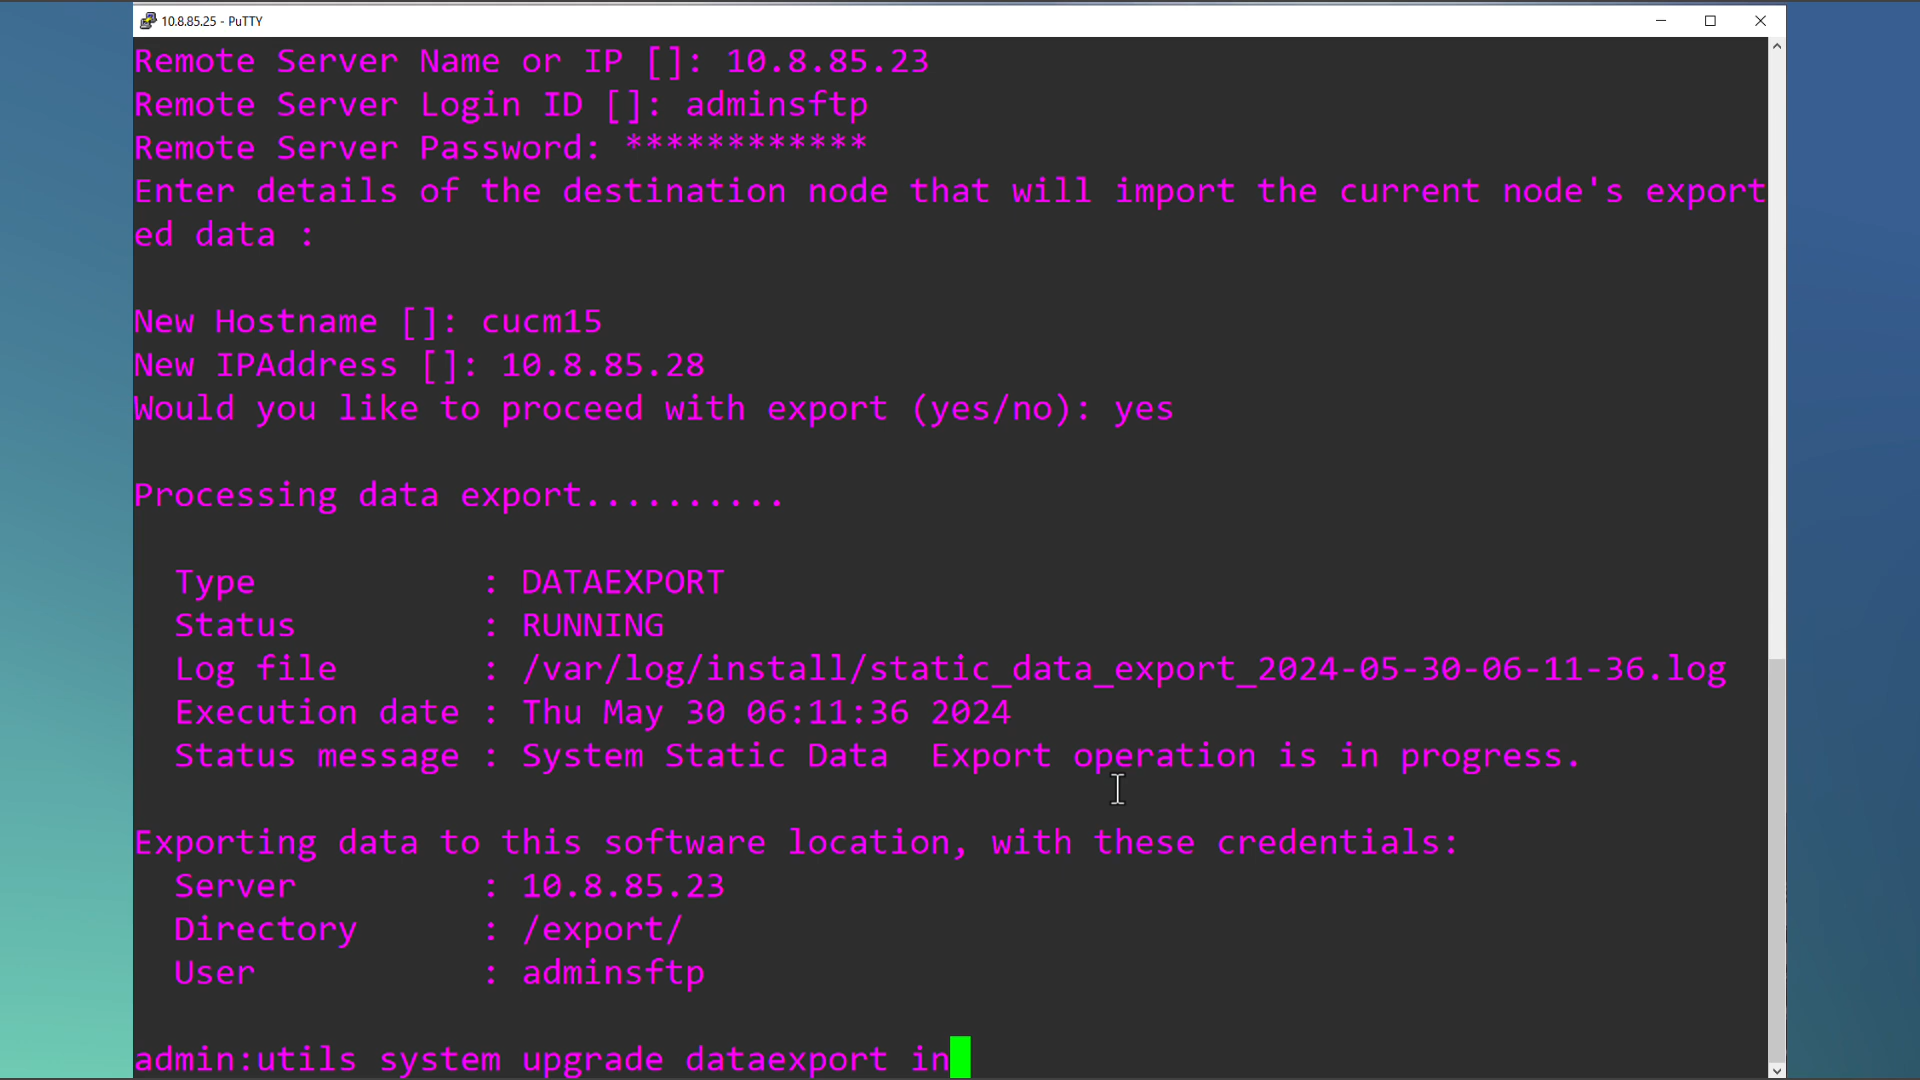 10.8.85.25 - PuTTY
Remote Server Name or IP []: 10.8.85.23
Remote Server Login ID []: adminsftp
Remote Server Password: ************
Enter details of the destination node that will import the current node's export
ed data :
New Hostname []: cucm15
New IPAddress []: 10.8.85.28
Would you like to proceed with export (yes/no): yes
Processing data export..........
Type : DATAEXPORT
Status : RUNNING
Log file : /var/log/install/static_data_export_2024-05-30-06-11-36.log
Execution date : Thu May 30 06:11:36 2024
Status message : System Static Data  Export operation is in progress.
Exporting data to this software location, with these credentials:
Server : 10.8.85.23
Directory : /export/
User : adminsftp
admin:utils system upgrade dataexport in